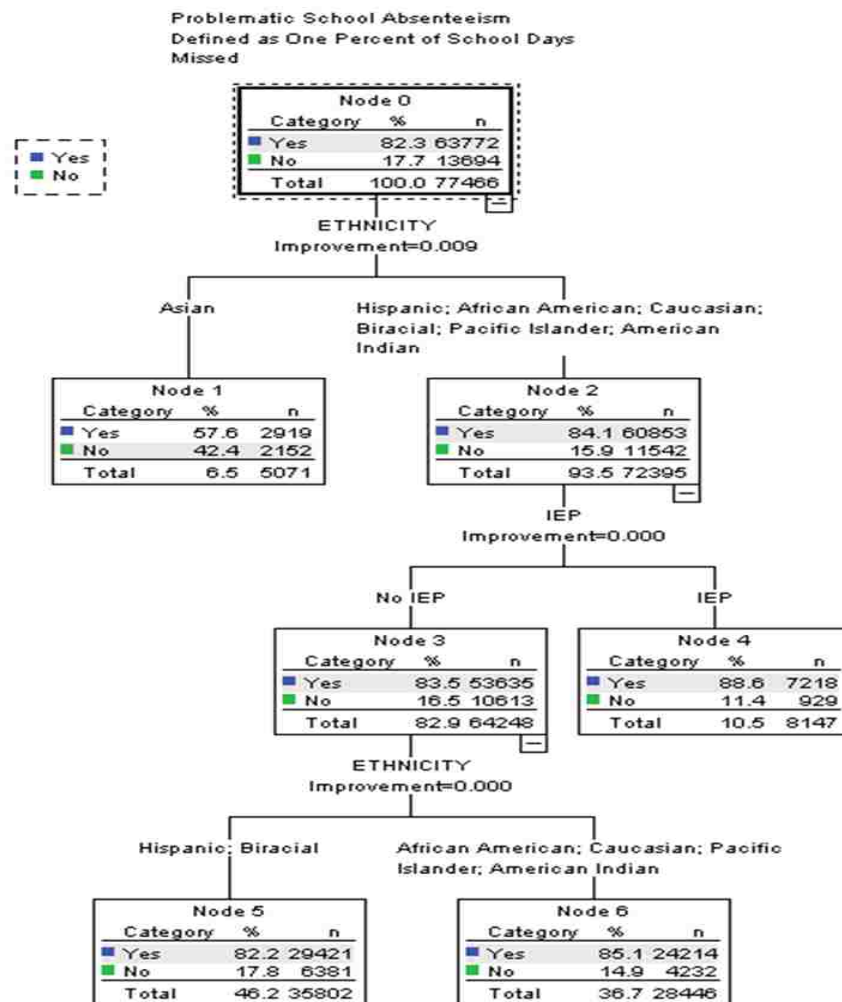 Problematic School Absenteeism
Defined as One Percent of School Days
Missed
Yes
No
Node 0
Category % n
Yes 82.3 63772
No 17.7 13694
Total 100.0 77466
ETHNICITY
Improvement=0.009
Asian
Hispanic; African American; Caucasian;
Biracial; Pacific Islander; American
Indian
Node 1
Category % n
Yes 57.6 2919
No 42.4 2152
Total 6.5 5071
Node 2
Category % n
Yes 84.1 60853
No 15.9 11542
Total 93.5 72395
IEP
Improvement=0.000
No IEP
IEP
Node 3
Category % n
Yes 83.5 53635
No 16.5 10613
Total 82.9 64248
Node 4
Category % n
Yes 88.6 7218
No 11.4 929
Total 10.5 8147
ETHNICITY
Improvement=0.000
Hispanic; Biracial
African American; Caucasian; Pacific
Islander; American Indian
Node 5
Category % n
Yes 82.2 29421
No 17.8 6381
Total 46.2 35802
Node 6
Category % n
Yes 85.1 24214
No 14.9 4232
Total 36.7 28446